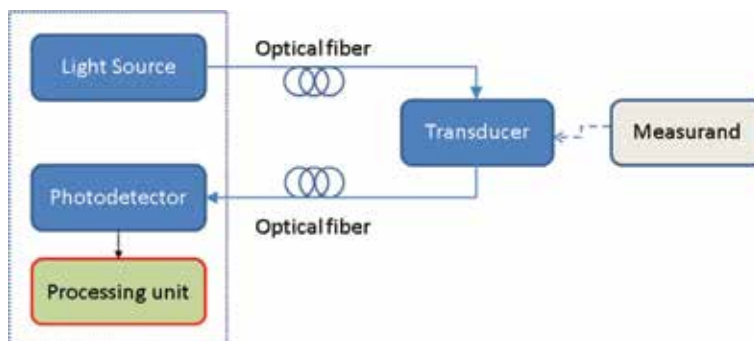 Light Source
Optical fiber
Transducer
Measurand
Photodetector
Optical fiber
Processing unit